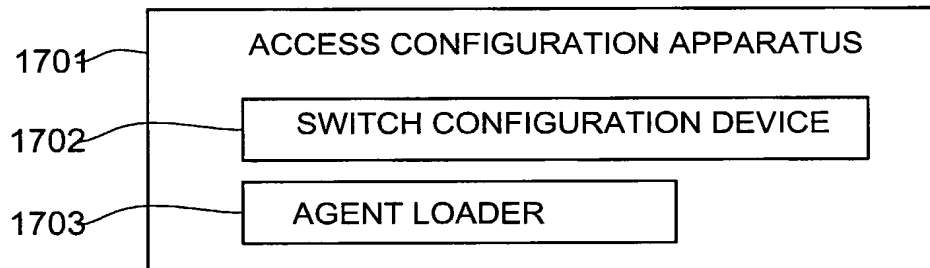 1701 ACCESS CONFIGURATION APPARATUS
1702 SWITCH CONFIGURATION DEVICE
1703 AGENT LOADER